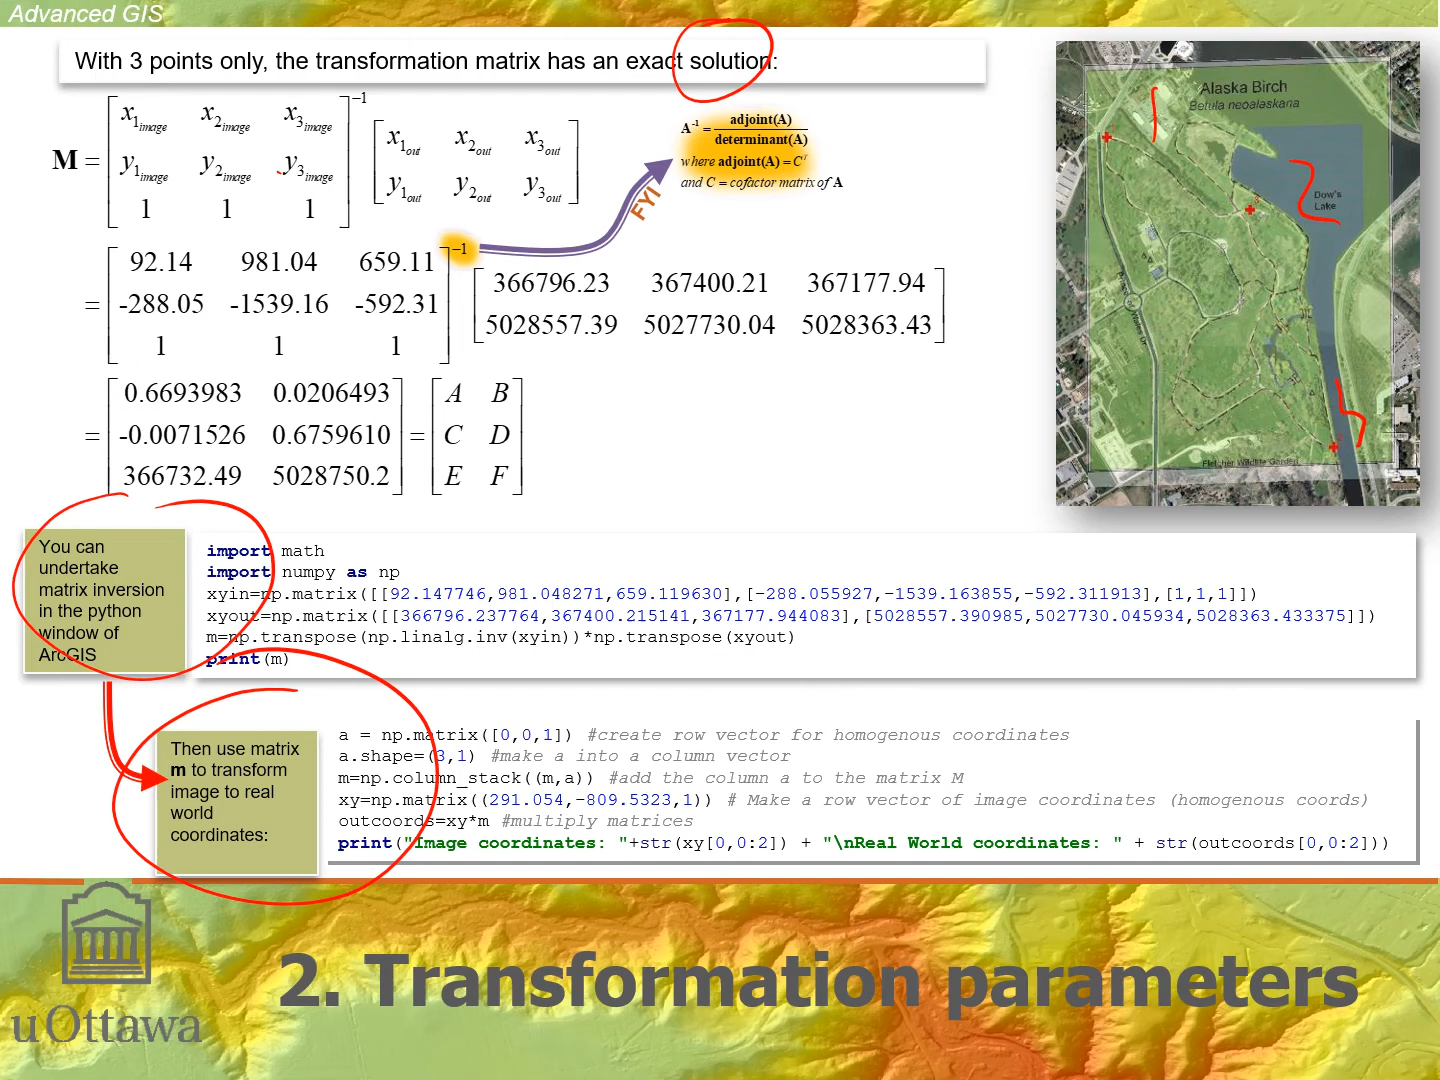 Advanced GIS
With 3 points only, the transformation matrix has an exact solution:
M = [x1image x2image x3image]−1 [x1out x2out x3out]
[y1image y2image y3image] [y1out y2out y3out]
[1 1 1]
A-1 = adjoint(A)
determinant(A)
where adjoint(A) = CT
and C = cofactor matrix of A
FYI
= [92.14 981.04 659.11]−1 [366796.23 367400.21 367177.94]
[-288.05 -1539.16 -592.31] [5028557.39 5027730.04 5028363.43]
[1 1 1]
= [0.6693983 0.0206493] = [A B]
[-0.0071526 0.6759610] [C D]
[366732.49 5028750.2] [E F]
Alaska Birch
Betula neoalaskana
Dow's
Lake
Fletcher Wildlife Garden
You can
undertake
matrix inversion
in the python
window of
ArcGIS
import math
import numpy as np
xyin=np.matrix([[92.147746,981.048271,659.119630],[-288.055927,-1539.163855,-592.311913],[1,1,1]])
xyout=np.matrix([[366796.237764,367400.215141,367177.944083],[5028557.390985,5027730.045934,5028363.433375]])
m=np.transpose(np.linalg.inv(xyin))*np.transpose(xyout)
print(m)
Then use matrix
m to transform
image to real
world
coordinates:
a = np.matrix([0,0,1]) #create row vector for homogenous coordinates
a.shape=(3,1) #make a into a column vector
m=np.column_stack((m,a)) #add the column a to the matrix M
xy=np.matrix((291.054,-809.5323,1)) # Make a row vector of image coordinates (homogenous coords)
outcoords=xy*m #multiply matrices
print("Image coordinates: "+str(xy[0,0:2]) + "\nReal World coordinates: " + str(outcoords[0,0:2]))
2. Transformation parameters
uOttawa